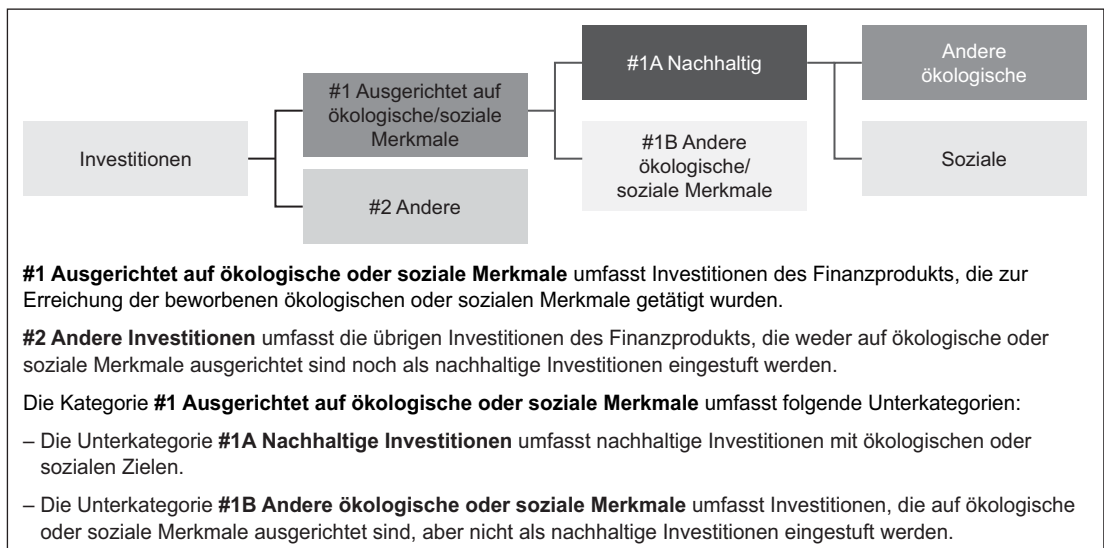 Investitionen
#1 Ausgerichtet auf
ökologische/soziale
Merkmale
#2 Andere
#1A Nachhaltig
#1B Andere
ökologische/
soziale Merkmale
Andere
ökologische
Soziale
#1 Ausgerichtet auf ökologische oder soziale Merkmale umfasst Investitionen des Finanzprodukts, die zur
Erreichung der beworbenen ökologischen oder sozialen Merkmale getätigt wurden.
#2 Andere Investitionen umfasst die übrigen Investitionen des Finanzprodukts, die weder auf ökologische oder
soziale Merkmale ausgerichtet sind noch als nachhaltige Investitionen eingestuft werden.
Die Kategorie #1 Ausgerichtet auf ökologische oder soziale Merkmale umfasst folgende Unterkategorien:
– Die Unterkategorie #1A Nachhaltige Investitionen umfasst nachhaltige Investitionen mit ökologischen oder
sozialen Zielen.
– Die Unterkategorie #1B Andere ökologische oder soziale Merkmale umfasst Investitionen, die auf ökologische
oder soziale Merkmale ausgerichtet sind, aber nicht als nachhaltige Investitionen eingestuft werden.